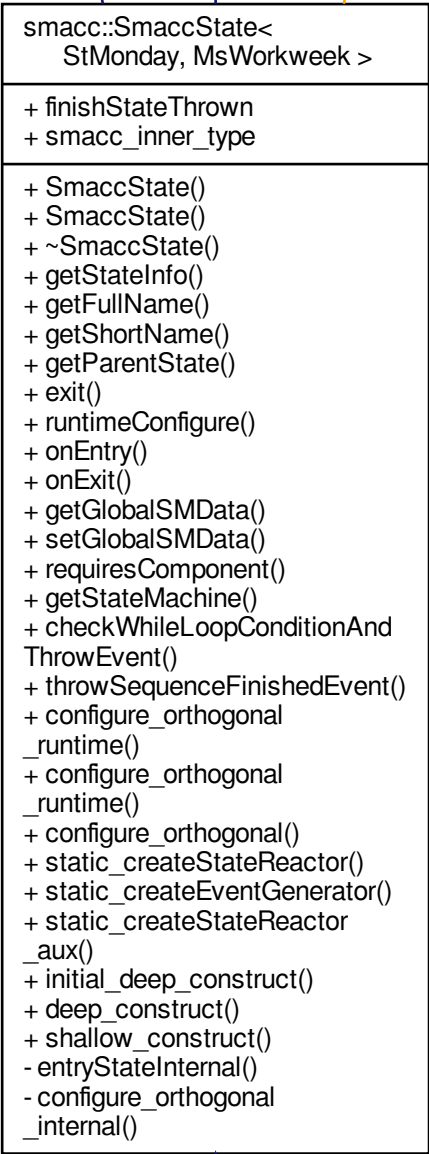 smacc::SmaccState<
StMonday, MsWorkweek >
+ finishStateThrown
+ smacc_inner_type
+ SmaccState()
+ SmaccState()
+ ~SmaccState()
+ getStateInfo()
+ getFullName()
+ getShortName()
+ getParentState()
+ exit()
+ runtimeConfigure()
+ onEntry()
+ onExit()
+ getGlobalSMData()
+ setGlobalSMData()
+ requiresComponent()
+ getStateMachine()
+ checkWhileLoopConditionAnd
ThrowEvent()
+ throwSequenceFinishedEvent()
+ configure_orthogonal
_runtime()
+ configure_orthogonal
_runtime()
+ configure_orthogonal()
+ static_createStateReactor()
+ static_createEventGenerator()
+ static_createStateReactor
_aux()
+ initial_deep_construct()
+ deep_construct()
+ shallow_construct()
- entryStateInternal()
- configure_orthogonal
_internal()